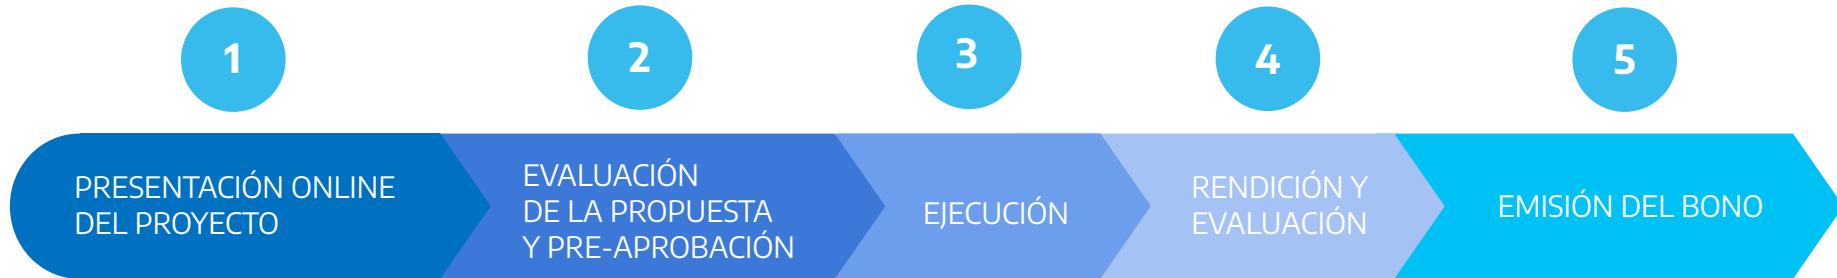 1
2
3
4
5
PRESENTACIÓN ONLINE
DEL PROYECTO
EVALUACIÓN
DE LA PROPUESTA
Y PRE-APROBACIÓN
EJECUCIÓN
RENDICIÓN Y
EVALUACIÓN
EMISIÓN DEL BONO